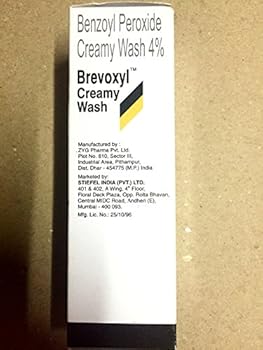 Benzoyl Peroxide
Creamy Wash 4%
Brevoxyl™
Creamy
Wash
Manufactured by :
ZYG Pharma Pvt. Ltd.
Plot No. 810, Sector III,
Industrial Area, Pithampur,
Dist. Dhar - 454775 (M.P.) India
Marketed by:
STIEFEL INDIA (PVT.) LTD.
401 & 402, A Wing, 4th Floor,
Floral Deck Plaza, Opp. Rolta Bhavan,
Central MIDC Road, Andheri (E),
Mumbai - 400 093.
Mfg. Lic. No.: 25/10/96